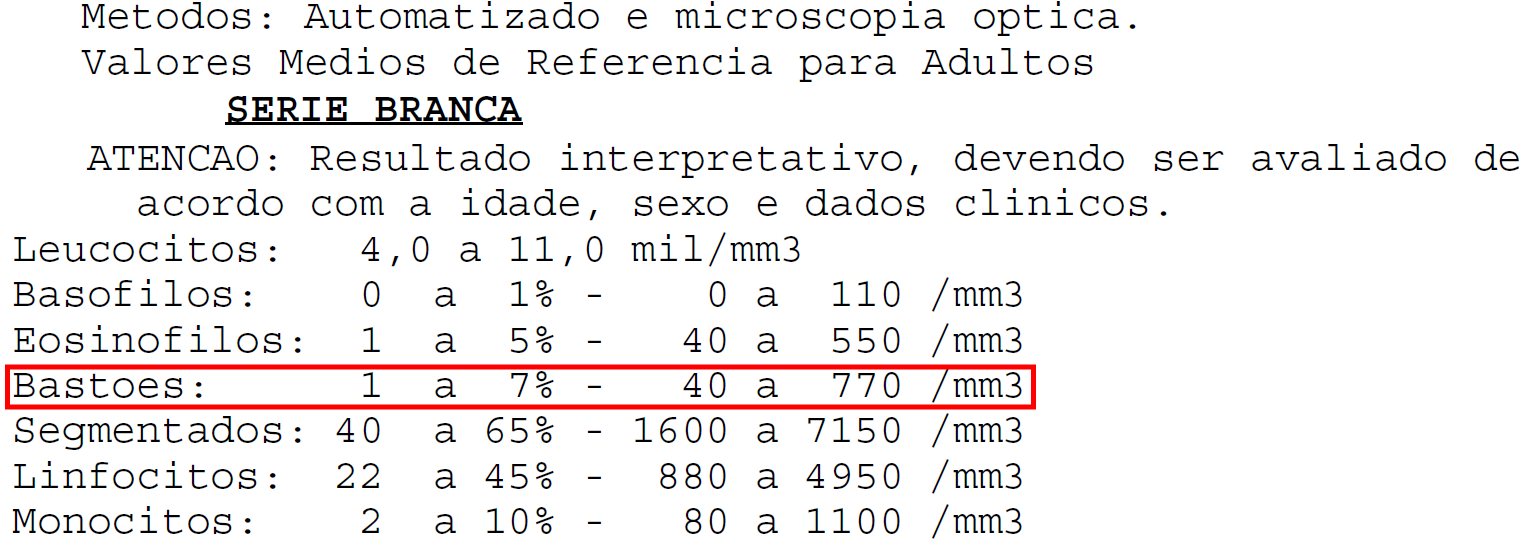 Metodos: Automatizado e microscopia optica.
Valores Medios de Referencia para Adultos
SERIE BRANCA
ATENCAO: Resultado interpretativo, devendo ser avaliado de
acordo com a idade, sexo e dados clinicos.
Leucocitos: 4,0 a 11,0 mil/mm3
Basofilos: 0 a 1% - 0 a 110 /mm3
Eosinofilos: 1 a 5% - 40 a 550 /mm3
Bastoes: 1 a 7% - 40 a 770 /mm3
Segmentados: 40 a 65% - 1600 a 7150 /mm3
Linfocitos: 22 a 45% - 880 a 4950 /mm3
Monocitos: 2 a 10% - 80 a 1100 /mm3